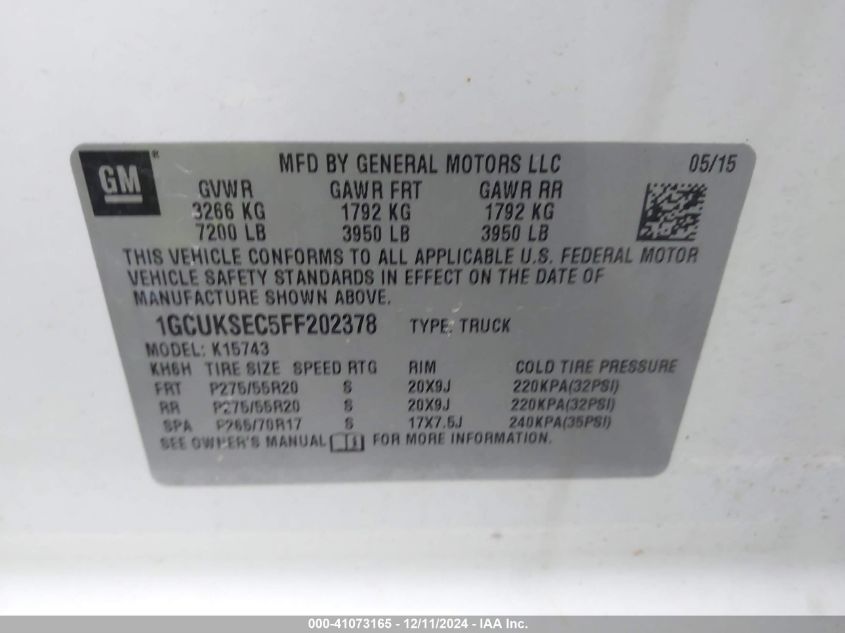 GM®
MFD BY GENERAL MOTORS LLC 05/15
GVWR GAWR FRT GAWR RR
3266 KG 1792 KG 1792 KG
7200 LB 3950 LB 3950 LB
THIS VEHICLE CONFORMS TO ALL APPLICABLE U.S. FEDERAL MOTOR
VEHICLE SAFETY STANDARDS IN EFFECT ON THE DATE OF
MANUFACTURE SHOWN ABOVE.
1GCUKSEC5FF202378 TYPE: TRUCK
MODEL: K15743
KH6H TIRE SIZE SPEED RTG RIM COLD TIRE PRESSURE
FRT P275/55R20 S 20X9J 220KPA(32PSI)
RR P275/55R20 S 20X9J 220KPA(32PSI)
SPA P265/70R17 S 17X7.5J 240KPA(35PSI)
SEE OWNER'S MANUAL FOR MORE INFORMATION.
000-41073165 - 12/11/2024 - IAA Inc.